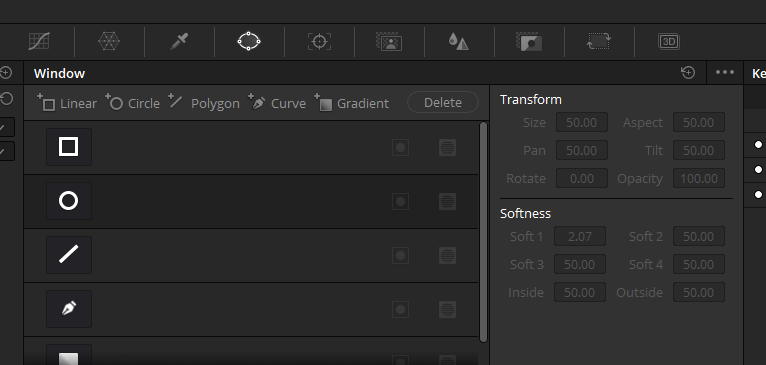 3D
Window
Ke
Linear Circle Polygon Curve Gradient Delete
Transform
Size 50.00 Aspect 50.00
Pan 50.00 Tilt 50.00
Rotate 0.00 Opacity 100.00
Softness
Soft 1 2.07 Soft 2 50.00
Soft 3 50.00 Soft 4 50.00
Inside 50.00 Outside 50.00